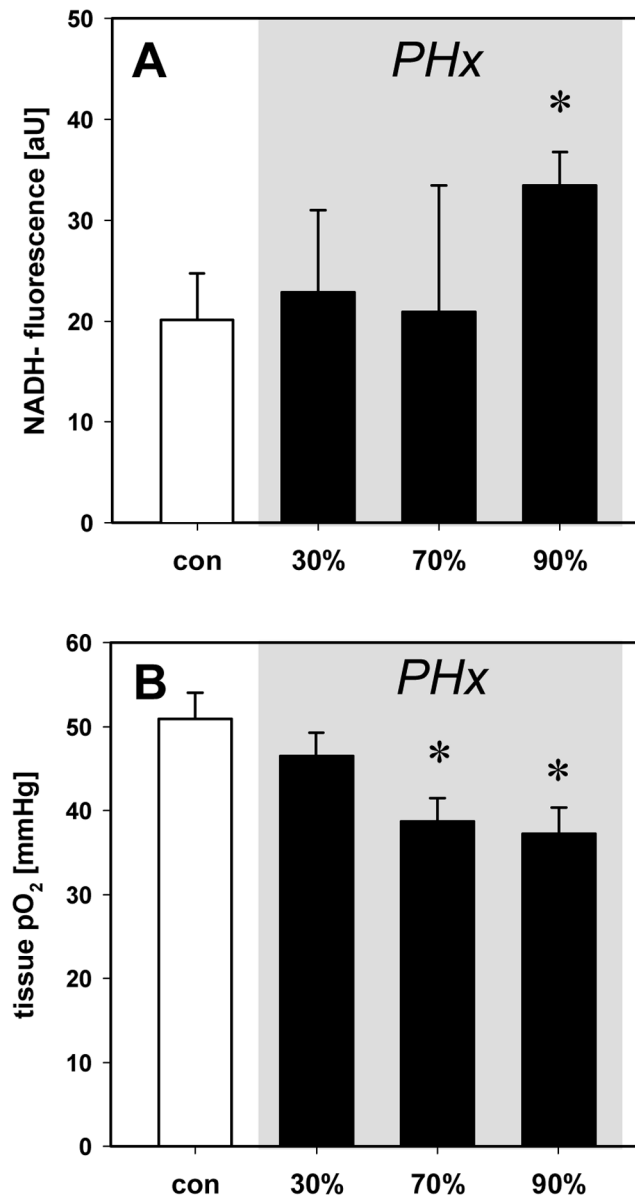 A
PHx
*
NADH- fluorescence [aU]
50
40
30
20
10
0
con 30% 70% 90%
B
PHx
* *
tissue pO₂ [mmHg]
60
50
40
30
20
10
0
con 30% 70% 90%